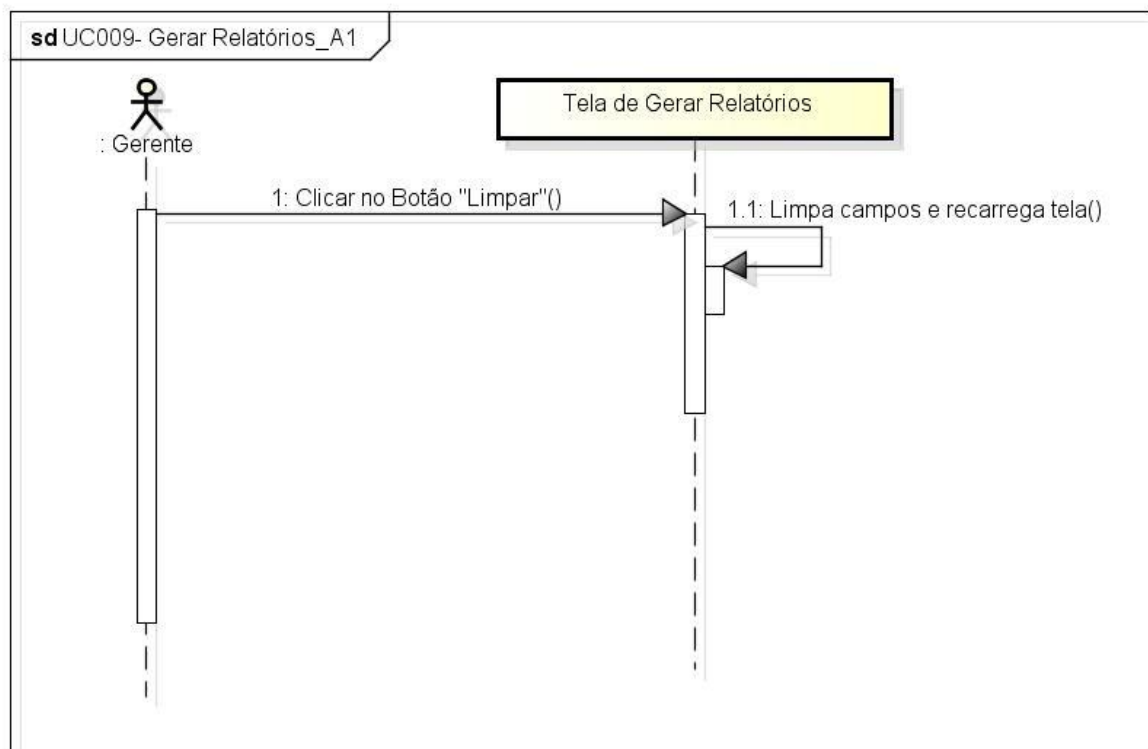 sd UC009- Gerar Relatórios_A1
: Gerente
Tela de Gerar Relatórios
1: Clicar no Botão "Limpar"()
1.1: Limpa campos e recarrega tela()